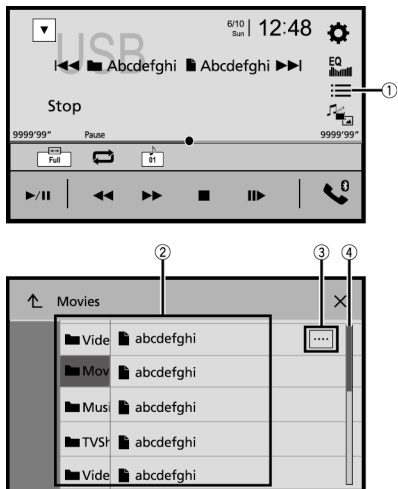 USB
6/10
Sun
12:48
Abcdefghi Abcdefghi
EQ
Stop
9999'99" Pause 9999'99"
Full 01
①
② ③ ④
Movies
Vide abcdefghi
Mov abcdefghi
Musi abcdefghi
TVSh abcdefghi
Vide abcdefghi